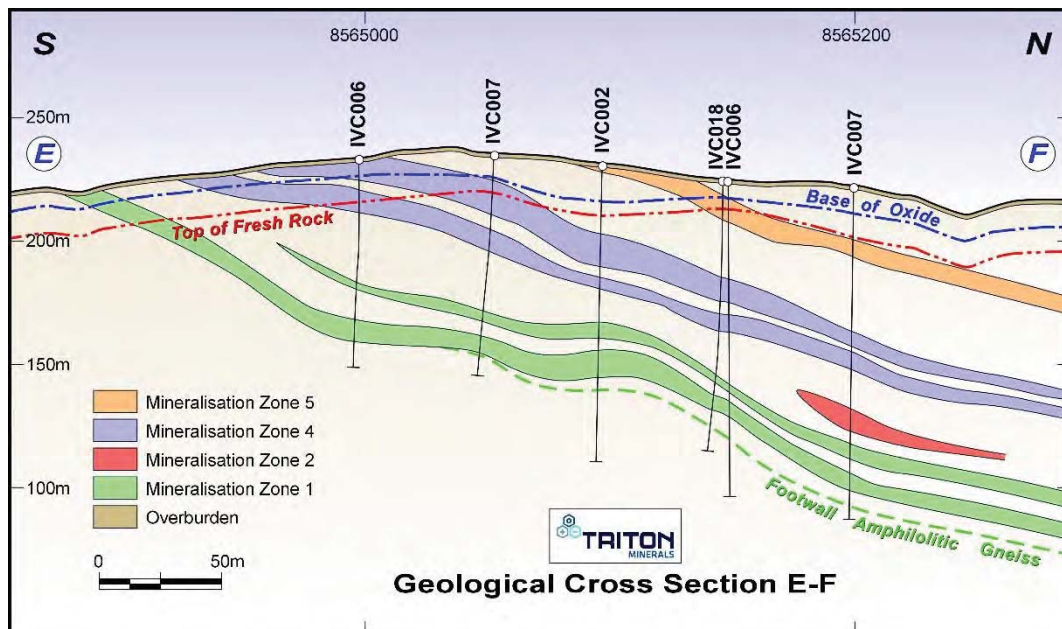 S
8565000
8565200
N
IVC006
IVC007
IVC002
IVC018
IVC006
IVC007
250m
E
F
Base of Oxide
200m
Top of Fresh Rock
150m
Mineralisation Zone 5
Mineralisation Zone 4
Mineralisation Zone 2
100m
Mineralisation Zone 1
Overburden
Footwall Amphilolitic Gneiss
0 50m
TRITON
MINERALS
Geological Cross Section E-F